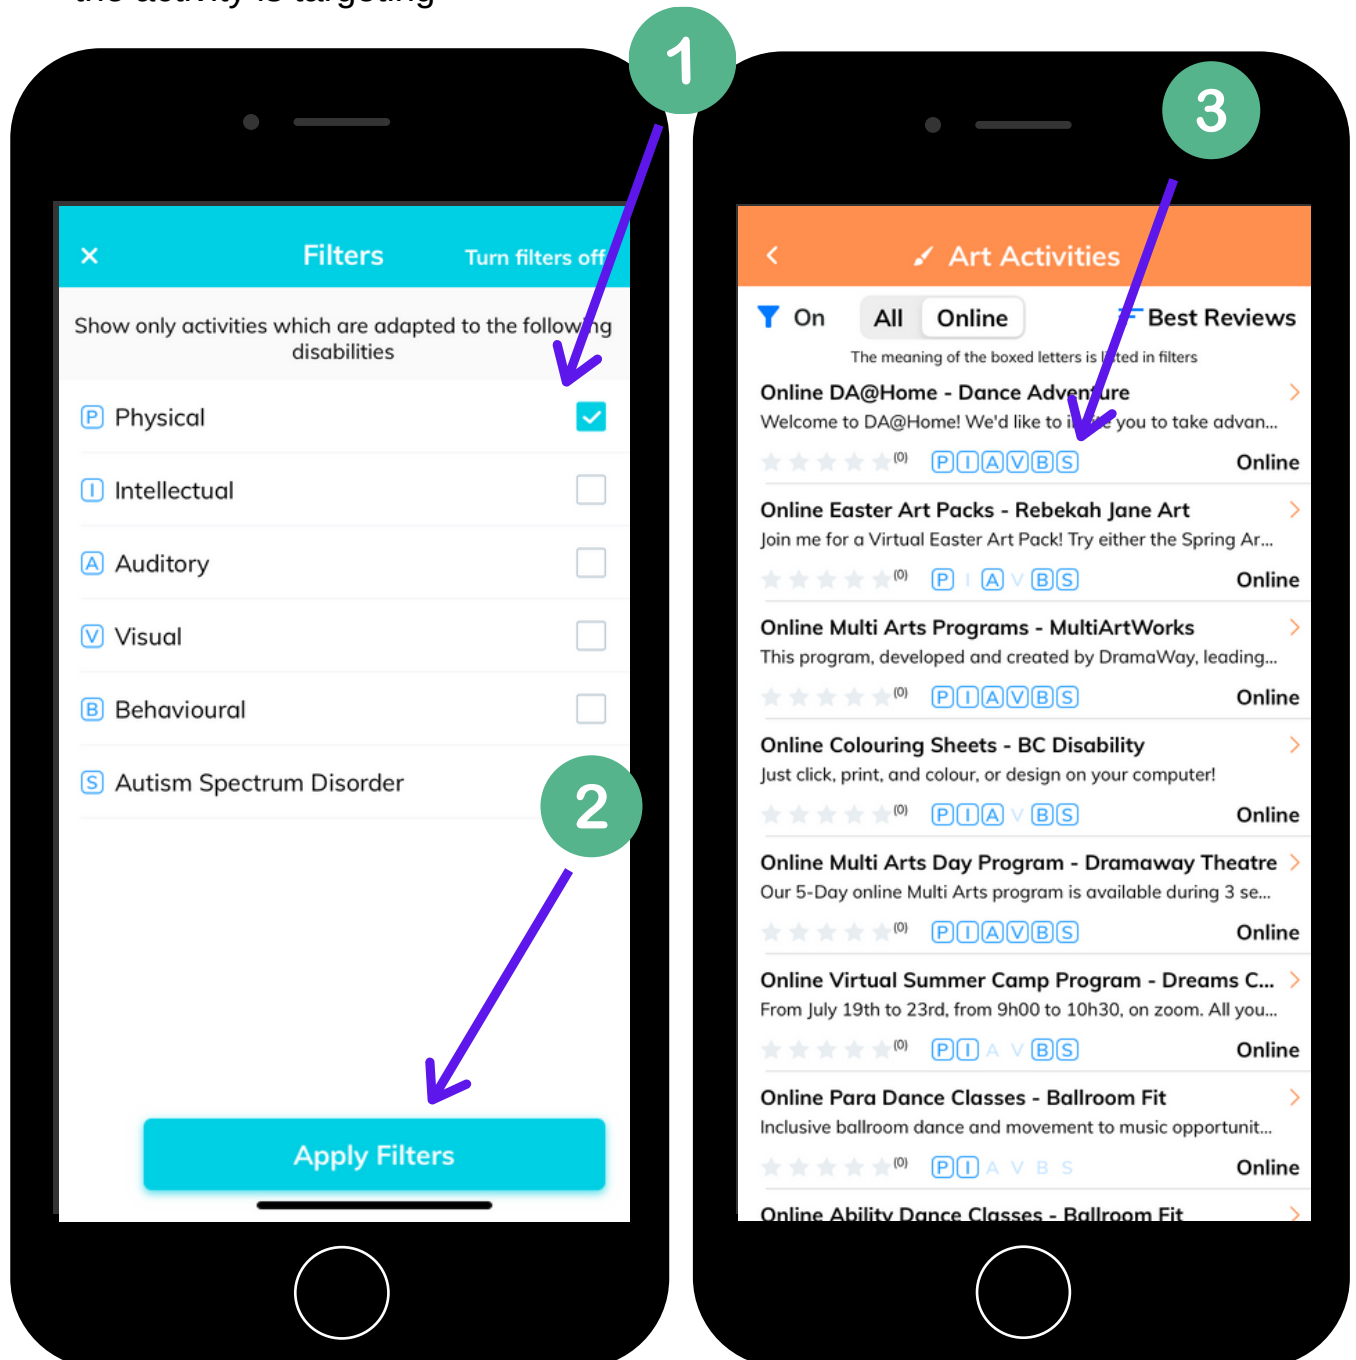 the activity is targeting
1
3
Filters
Turn filters off
Show only activities which are adapted to the following
disabilities
P Physical
I Intellectual
A Auditory
V Visual
B Behavioural
S Autism Spectrum Disorder
2
Apply Filters
Art Activities
On
All
Online
Best Reviews
The meaning of the boxed letters is listed in filters
Online DA@Home - Dance Adventure
Welcome to DA@Home! We'd like to invite you to take advan...
(0) P I A V B S Online
Online Easter Art Packs - Rebekah Jane Art
Join me for a Virtual Easter Art Pack! Try either the Spring Ar...
(0) P I A V B S Online
Online Multi Arts Programs - MultiArtWorks
This program, developed and created by DramaWay, leading...
(0) P I A V B S Online
Online Colouring Sheets - BC Disability
Just click, print, and colour, or design on your computer!
(0) P I A V B S Online
Online Multi Arts Day Program - Dramaway Theatre
Our 5-Day online Multi Arts program is available during 3 se...
(0) P I A V B S Online
Online Virtual Summer Camp Program - Dreams C...
From July 19th to 23rd, from 9h00 to 10h30, on zoom. All you...
(0) P I A V B S Online
Online Para Dance Classes - Ballroom Fit
Inclusive ballroom dance and movement to music opportunit...
(0) P I A V B S Online
Online Ability Dance Classes - Ballroom Fit